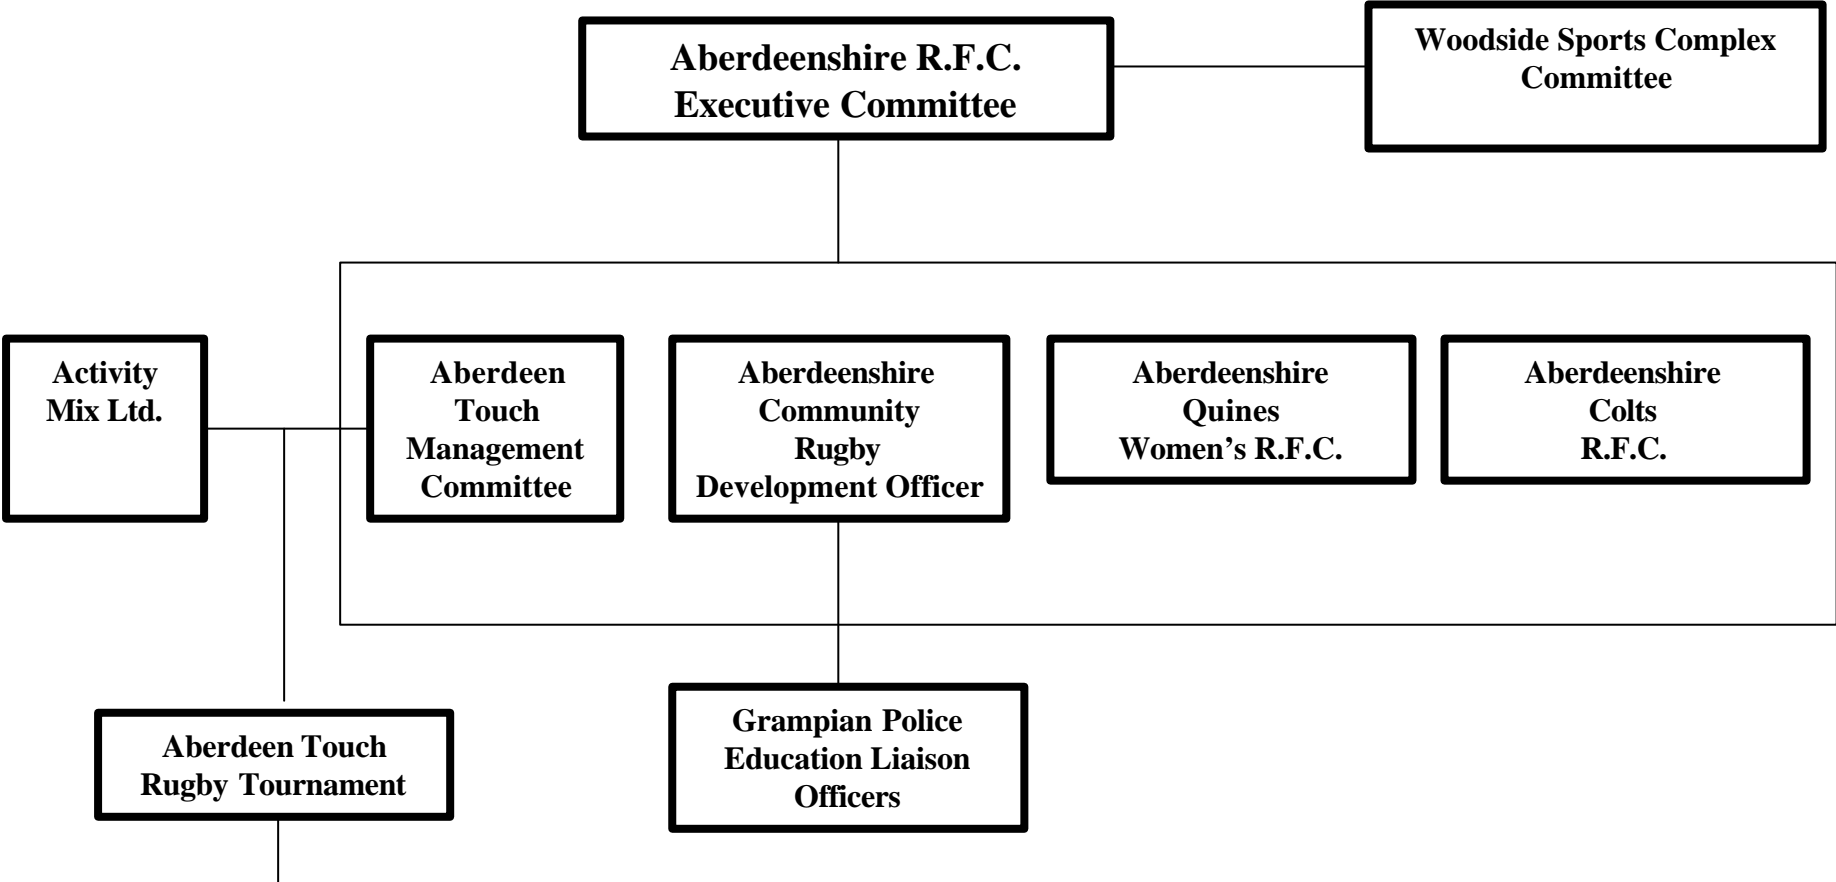 Aberdeenshire R.F.C.
Executive Committee
Woodside Sports Complex
Committee
Activity
Mix Ltd.
Aberdeen
Touch
Management
Committee
Aberdeenshire
Community
Rugby
Development Officer
Aberdeenshire
Quines
Women’s R.F.C.
Aberdeenshire
Colts
R.F.C.
Aberdeen Touch
Rugby Tournament
Grampian Police
Education Liaison
Officers